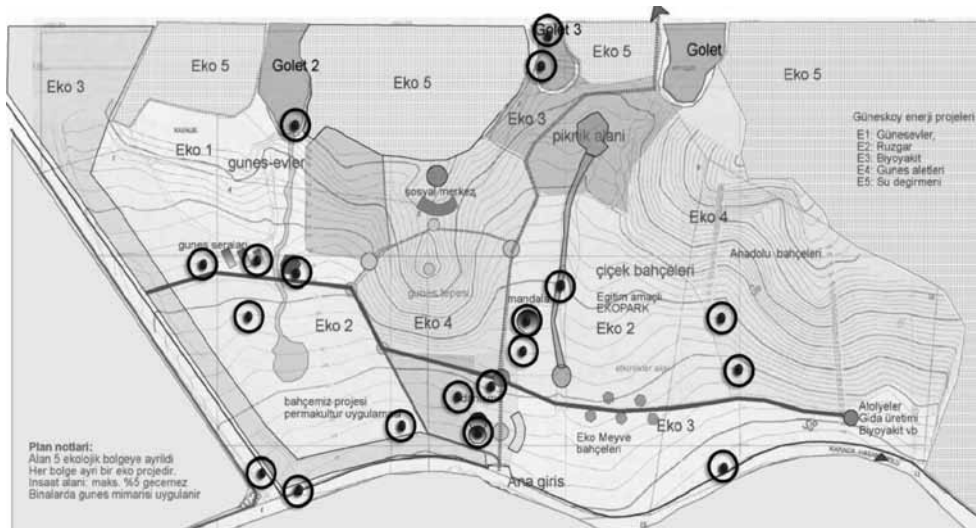 Golet 3
Eko 5
Golet 2
Eko 5
Eko 5
Golet
Eko 5
Eko 3
Eko 3
piknik alani
Eko 1
gunes-evler
sosyal merkez
Güneskoy enerji projeleri
E1: Günesevler,
E2: Ruzgar
E3: Biyoyakit
E4: Gunes aletleri
E5: Su degirmeni
Eko 4
Anadolu bahçeleri
gunes seralari
gunes tepesi
çiçek bahçeleri
mandala
Egitim amaçli
EKOPARK
Eko 2
Eko 4
Eko 2
bahçemiz projesi
permakultur
Eko Meyve
bahçeleri
Eko 3
Atolyeler
Gida üretimi
Biyoyakit vb
Plan notlari:
Alan 5 ekolojik bolgeye ayrildi
Her bolge ayri bir eko projedir.
Insaat alani: maks. %5 gecemez
Binalarda gunes mimarisi uygulanir
Ana giris